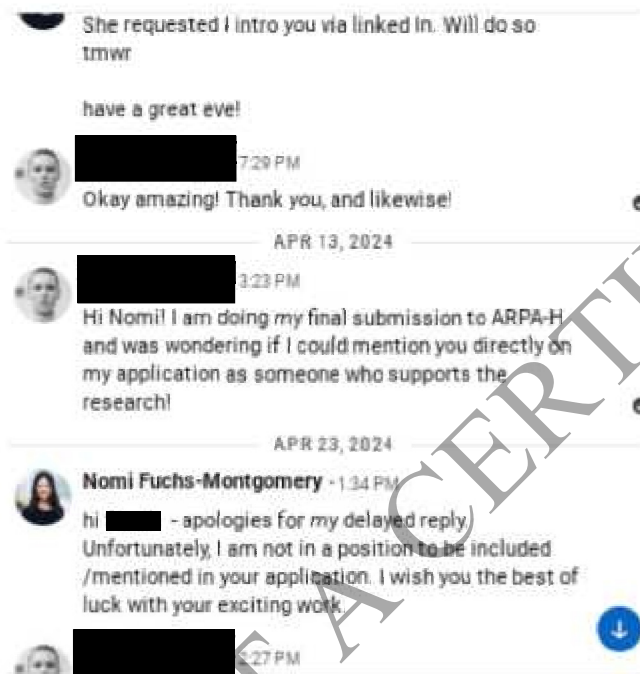 She requested I intro you via linked In. Will do so
tmwr
have a great eve!
7:29 PM
Okay amazing! Thank you, and likewise!
APR 13, 2024
3:23 PM
Hi Nomi! I am doing my final submission to ARPA-H
and was wondering if I could mention you directly on
my application as someone who supports the
research!
APR 23, 2024
Nomi Fuchs-Montgomery - 1:34 PM
hi - apologies for my delayed reply.
Unfortunately, I am not in a position to be included
/mentioned in your application. I wish you the best of
luck with your exciting work.
2:27 PM
T A CERTI